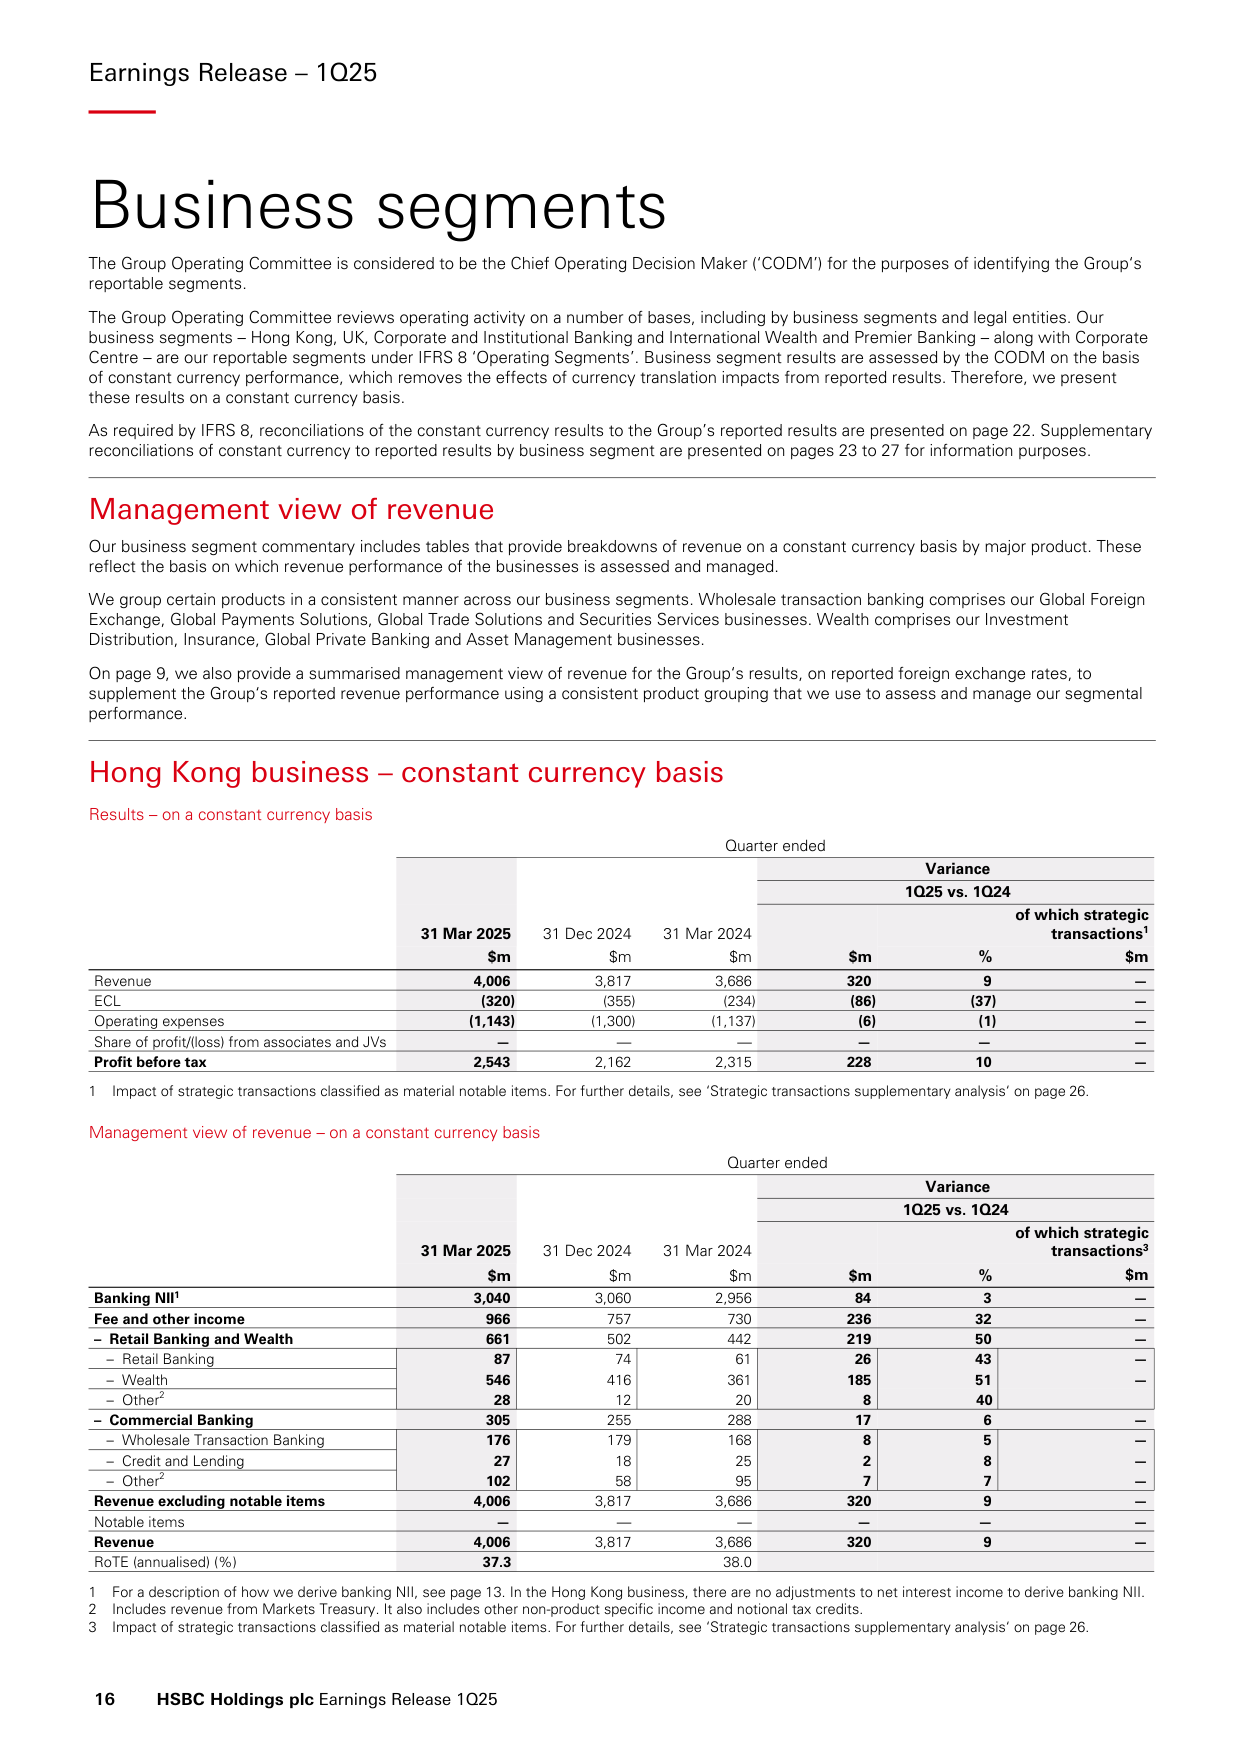 Earnings Release – 1Q25
Business segments
The Group Operating Committee is considered to be the Chief Operating Decision Maker (‘CODM’) for the purposes of identifying the Group’s
reportable segments.
The Group Operating Committee reviews operating activity on a number of bases, including by business segments and legal entities. Our
business segments – Hong Kong, UK, Corporate and Institutional Banking and International Wealth and Premier Banking – along with Corporate
Centre – are our reportable segments under IFRS 8 ‘Operating Segments’. Business segment results are assessed by the CODM on the basis
of constant currency performance, which removes the effects of currency translation impacts from reported results. Therefore, we present
these results on a constant currency basis.
As required by IFRS 8, reconciliations of the constant currency results to the Group’s reported results are presented on page 22. Supplementary
reconciliations of constant currency to reported results by business segment are presented on pages 23 to 27 for information purposes.
Management view of revenue
Our business segment commentary includes tables that provide breakdowns of revenue on a constant currency basis by major product. These
reflect the basis on which revenue performance of the businesses is assessed and managed.
We group certain products in a consistent manner across our business segments. Wholesale transaction banking comprises our Global Foreign
Exchange, Global Payments Solutions, Global Trade Solutions and Securities Services businesses. Wealth comprises our Investment
Distribution, Insurance, Global Private Banking and Asset Management businesses.
On page 9, we also provide a summarised management view of revenue for the Group’s results, on reported foreign exchange rates, to
supplement the Group’s reported revenue performance using a consistent product grouping that we use to assess and manage our segmental
performance.
Hong Kong business – constant currency basis
Results – on a constant currency basis
Quarter ended
Variance
1Q25 vs. 1Q24
of which strategic
31 Mar 2025 31 Dec 2024 31 Mar 2024 transactions1
$m $m $m $m % $m
Revenue 4,006 3,817 3,686 320 9 —
ECL (320) (355) (234) (86) (37) —
Operating expenses (1,143) (1,300) (1,137) (6) (1) —
Share of profit/(loss) from associates and JVs — — — — — —
Profit before tax 2,543 2,162 2,315 228 10 —
1 Impact of strategic transactions classified as material notable items. For further details, see ‘Strategic transactions supplementary analysis’ on page 26.
Management view of revenue – on a constant currency basis
Quarter ended
Variance
1Q25 vs. 1Q24
of which strategic
31 Mar 2025 31 Dec 2024 31 Mar 2024 transactions3
$m $m $m $m % $m
Banking NII1 3,040 3,060 2,956 84 3 —
Fee and other income 966 757 730 236 32 —
– Retail Banking and Wealth 661 502 442 219 50 —
– Retail Banking 87 74 61 26 43 —
– Wealth 546 416 361 185 51 —
– Other2 28 12 20 8 40
– Commercial Banking 305 255 288 17 6 —
– Wholesale Transaction Banking 176 179 168 8 5 —
– Credit and Lending 27 18 25 2 8 —
– Other2 102 58 95 7 7 —
Revenue excluding notable items 4,006 3,817 3,686 320 9 —
Notable items — — — — — —
Revenue 4,006 3,817 3,686 320 9 —
RoTE (annualised) (%) 37.3 38.0
1 For a description of how we derive banking NII, see page 13. In the Hong Kong business, there are no adjustments to net interest income to derive banking NII.
2 Includes revenue from Markets Treasury. It also includes other non-product specific income and notional tax credits.
3 Impact of strategic transactions classified as material notable items. For further details, see ‘Strategic transactions supplementary analysis’ on page 26.
16 HSBC Holdings plc Earnings Release 1Q25